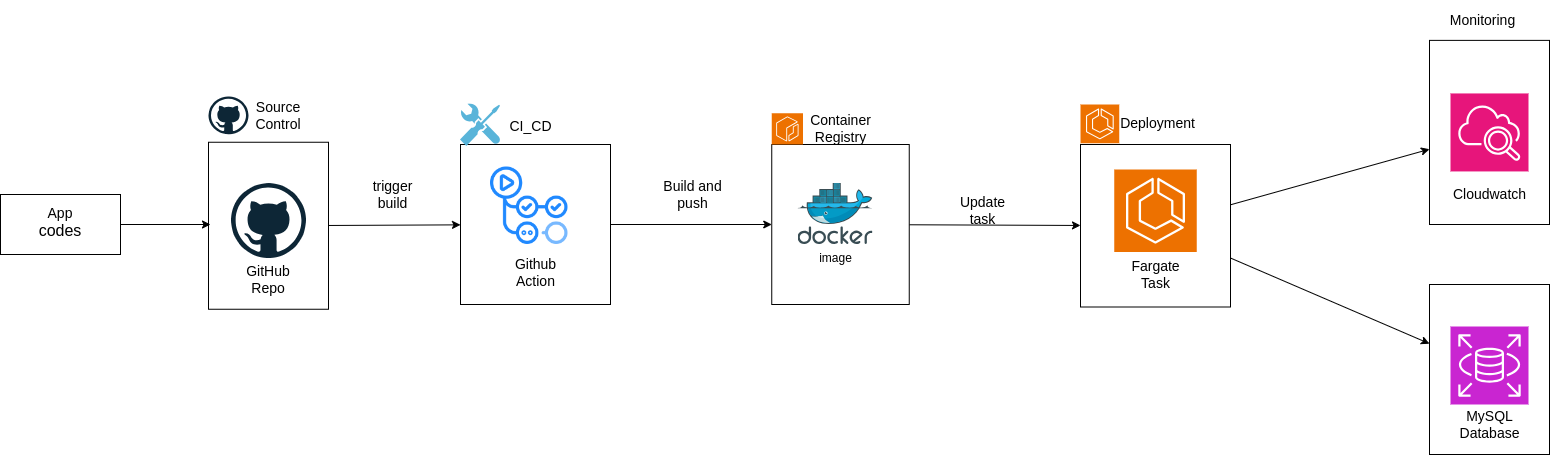 Monitoring
Source
Control
CI_CD
Container
Registry
Deployment
App
codes
trigger
build
Build and
push
Update
task
Cloudwatch
docker
image
GitHub
Repo
Github
Action
Fargate
Task
MySQL
Database